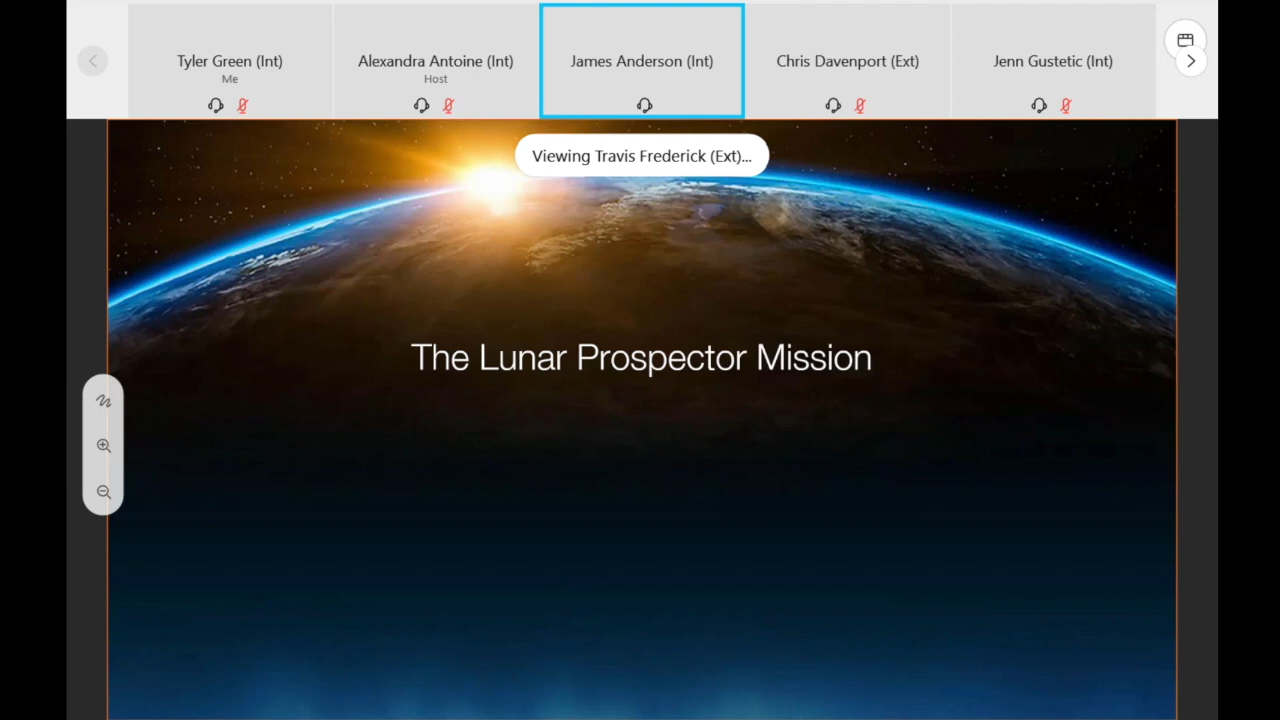 Tyler Green (Int)
Me
Alexandra Antoine (Int)
Host
James Anderson (Int)
Chris Davenport (Ext)
Jenn Gustetic (Int)
Viewing Travis Frederick (Ext)...
The Lunar Prospector Mission